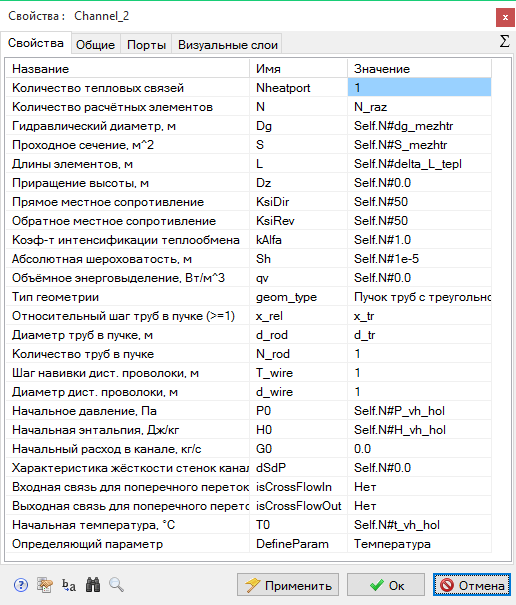 Свойства : Channel_2
Свойства Общие Порты Визуальные слои Σ
Название Имя Значение
Количество тепловых связей Nheatport 1
Количество расчётных элементов N N_raz
Гидравлический диаметр, м Dg Self.N#dg_mezhtr
Проходное сечение, м^2 S Self.N#S_mezhtr
Длины элементов, м L Self.N#delta_L_tepl
Приращение высоты, м Dz Self.N#0.0
Прямое местное сопротивление KsiDir Self.N#50
Обратное местное сопротивление KsiRev Self.N#50
Коэф-т интенсификации теплообмена kAlfa Self.N#1.0
Абсолютная шероховатость, м Sh Self.N#1e-5
Объёмное энерговыделение, Вт/м^3 qv Self.N#0.0
Тип геометрии geom_type Пучок труб с треугольно
Относительный шаг труб в пучке (>=1) x_rel x_tr
Диаметр труб в пучке, м d_rod d_tr
Количество труб в пучке N_rod 1
Шаг навивки дист. проволоки, м T_wire 1
Диаметр дист. проволоки, м d_wire 1
Начальное давление, Па P0 Self.N#P_vh_hol
Начальная энтальпия, Дж/кг H0 Self.N#H_vh_hol
Начальный расход в канале, кг/с G0 0.0
Характеристика жёсткости стенок канал dSdP Self.N#0.0
Входная связь для поперечного переток isCrossFlowIn Нет
Выходная связь для поперечного переток isCrossFlowOut Нет
Начальная температура, °C T0 Self.N#t_vh_hol
Определяющий параметр DefineParam Температура
Применить Ок Отмена